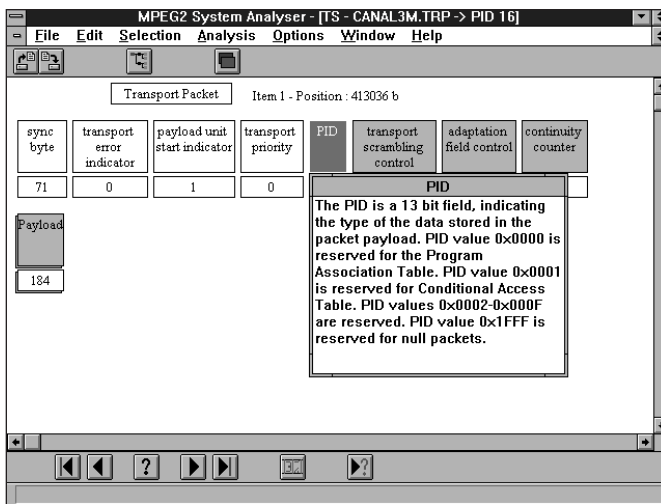 MPEG2 System Analyser - [TS - CANAL3M.TRP -> PID 16]
File Edit Selection Analysis Options Window Help
Transport Packet Item 1 - Position : 413036 b
sync byte
transport error indicator
payload unit start indicator
transport priority
PID
transport scrambling control
adaptation field control
continuity counter
71 0 1 0
PID
The PID is a 13 bit field, indicating
the type of the data stored in the
packet payload. PID value 0x0000 is
reserved for the Program
Association Table. PID value 0x0001
is reserved for Conditional Access
Table. PID values 0x0002-0x000F
are reserved. PID value 0x1FFF is
reserved for null packets.
Payload
184
?
?